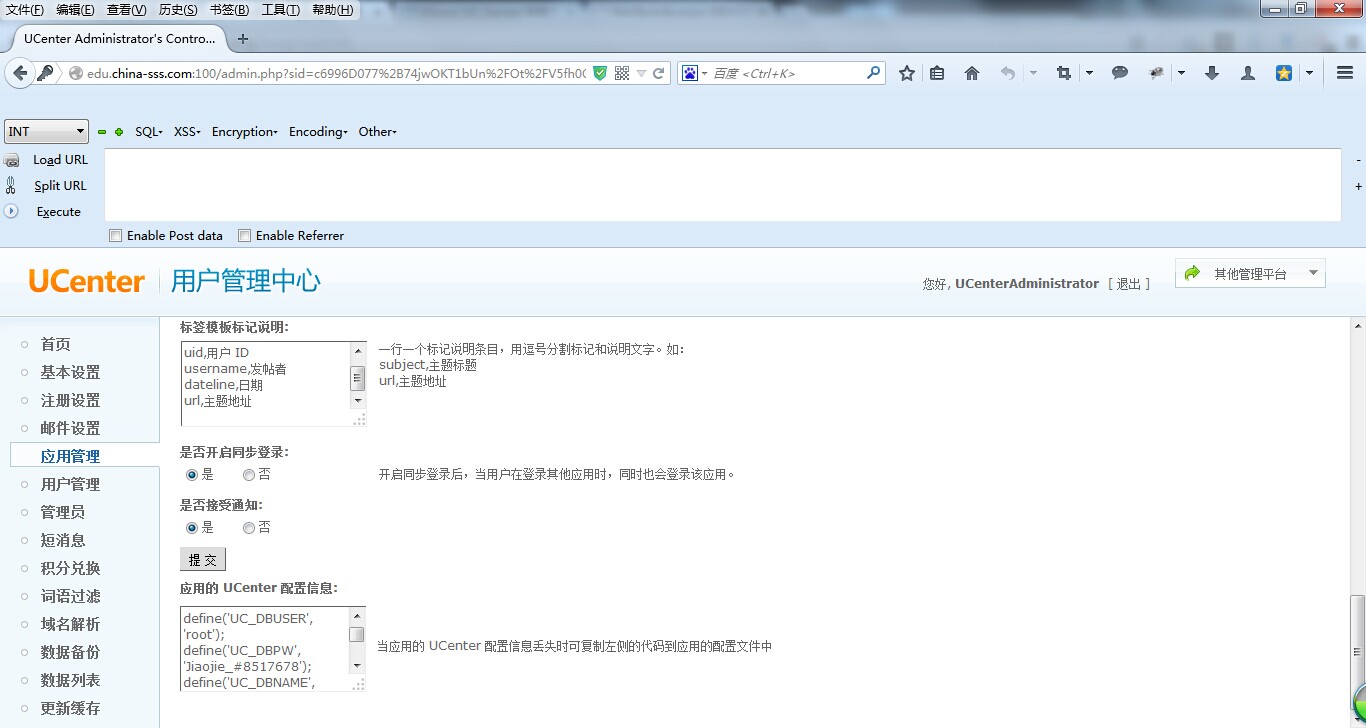 文件(F) 编辑(E) 查看(V) 历史(S) 书签(B) 工具(T) 帮助(H)
UCenter Administrator's Contro...
edu.china-sss.com:100/admin.php?sid=c6996D077%2B74jwOKT1bUn%2FOt%2FV5fh0(
百度 <Ctrl+K>
INT SQL XSS Encryption Encoding Other
Load URL
Split URL
Execute
Enable Post data Enable Referrer
UCenter 用户管理中心
您好, UCenterAdministrator [ 退出 ]
其他管理平台
首页
基本设置
注册设置
邮件设置
应用管理
用户管理
管理员
短消息
积分兑换
词语过滤
域名解析
数据备份
数据列表
更新缓存
标签模板标记说明:
uid,用户 ID
username,发帖者
dateline,日期
url,主题地址
一行一个标记说明条目，用逗号分割标记和说明文字。如:
subject,主题标题
url,主题地址
是否开启同步登录:
是 否
开启同步登录后，当用户在登录其他应用时，同时也会登录该应用。
是否接受通知:
是 否
提 交
应用的 UCenter 配置信息:
define('UC_DBUSER',
'root');
define('UC_DBPW',
'Jiaojie_#8517678');
define('UC_DBNAME',
当应用的 UCenter 配置信息丢失时可复制左侧的代码到应用的配置文件中